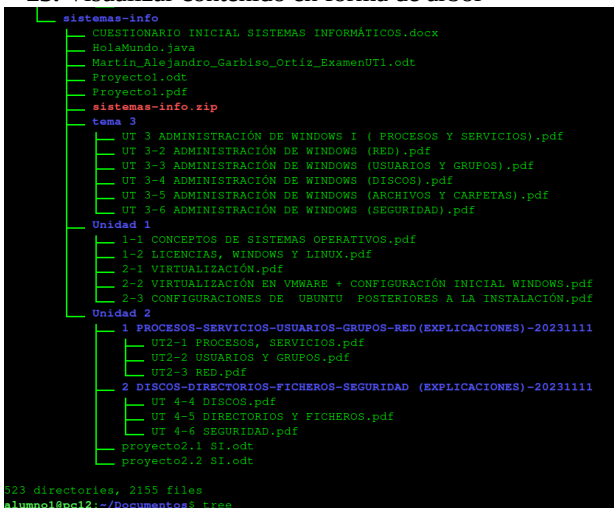 sistemas-info
CUESTIONARIO INICIAL SISTEMAS INFORMÁTICOS.docx
HolaMundo.java
Martín_Alejandro_Garbiso_Ortíz_ExamenUT1.odt
Proyecto1.odt
Proyecto1.pdf
sistemas-info.zip
tema 3
UT 3 ADMINISTRACIÓN DE WINDOWS I ( PROCESOS Y SERVICIOS).pdf
UT 3-2 ADMINISTRACIÓN DE WINDOWS (RED).pdf
UT 3-3 ADMINISTRACIÓN DE WINDOWS (USUARIOS Y GRUPOS).pdf
UT 3-4 ADMINISTRACIÓN DE WINDOWS (DISCOS).pdf
UT 3-5 ADMINISTRACIÓN DE WINDOWS (ARCHIVOS Y CARPETAS).pdf
UT 3-6 ADMINISTRACIÓN DE WINDOWS (SEGURIDAD).pdf
Unidad 1
1-1 CONCEPTOS DE SISTEMAS OPERATIVOS.pdf
1-2 LICENCIAS, WINDOWS Y LINUX.pdf
2-1 VIRTUALIZACIÓN.pdf
2-2 VIRTUALIZACIÓN EN VMWARE + CONFIGURACIÓN INICIAL WINDOWS.pdf
2-3 CONFIGURACIONES DE  UBUNTU  POSTERIORES A LA INSTALACIÓN.pdf
Unidad 2
1 PROCESOS-SERVICIOS-USUARIOS-GRUPOS-RED(EXPLICACIONES)-20231111
UT2-1 PROCESOS, SERVICIOS.pdf
UT2-2 USUARIOS Y GRUPOS.pdf
UT2-3 RED.pdf
2 DISCOS-DIRECTORIOS-FICHEROS-SEGURIDAD (EXPLICACIONES)-20231111
UT 4-4 DISCOS.pdf
UT 4-5 DIRECTORIOS Y FICHEROS.pdf
UT 4-6 SEGURIDAD.pdf
proyecto2.1 SI.odt
proyecto2.2 SI.odt
523 directories, 2155 files
alumno1@pc12:~/Documentos$ tree